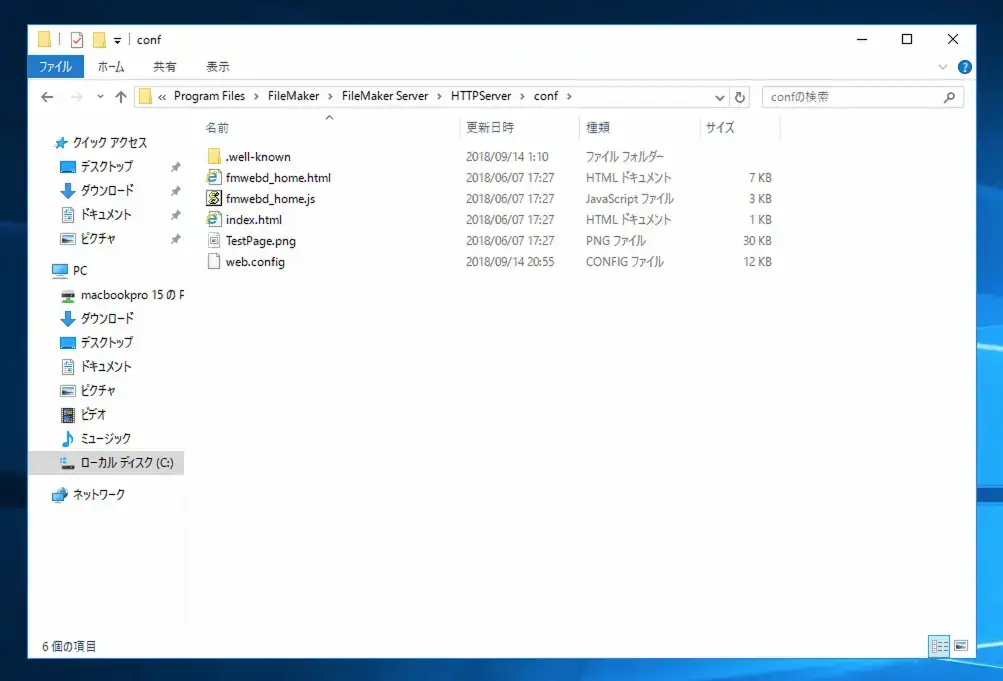 conf
ファイル ホーム 共有 表示
« Program Files › FileMaker › FileMaker Server › HTTPServer › conf › confの検索
名前 更新日時 種類 サイズ
クイック アクセス
デスクトップ
ダウンロード
ドキュメント
ピクチャ
PC
macbookpro 15 の F
ダウンロード
デスクトップ
ドキュメント
ピクチャ
ビデオ
ミュージック
ローカル ディスク (C:)
ネットワーク
.well-known 2018/09/14 1:10 ファイル フォルダー
fmwebd_home.html 2018/06/07 17:27 HTML ドキュメント 7 KB
fmwebd_home.js 2018/06/07 17:27 JavaScript ファイル 3 KB
index.html 2018/06/07 17:27 HTML ドキュメント 1 KB
TestPage.png 2018/06/07 17:27 PNG ファイル 30 KB
web.config 2018/09/14 20:55 CONFIG ファイル 12 KB
6 個の項目